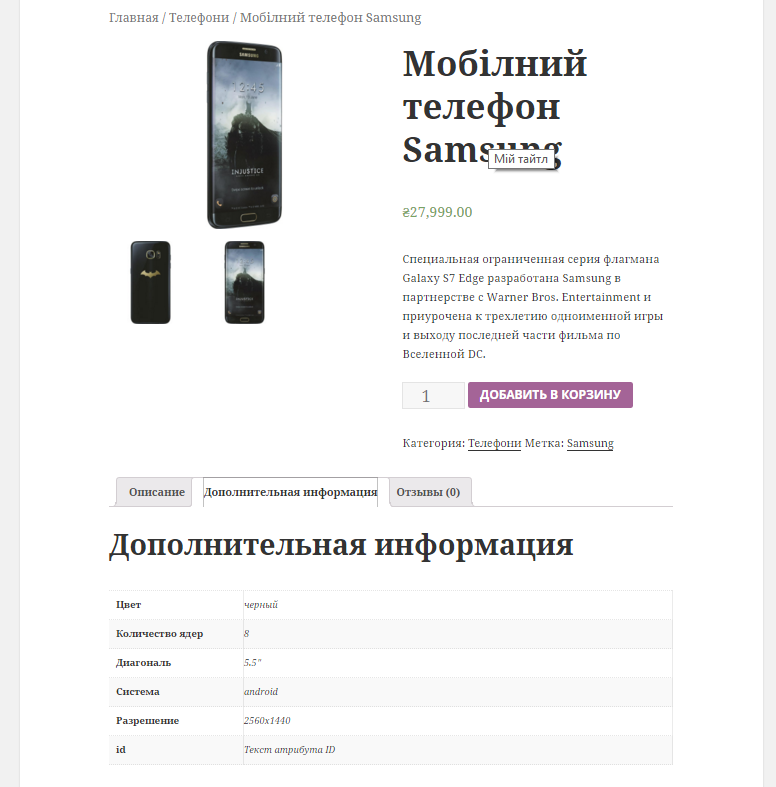 Главная / Телефони / Мобілний телефон Samsung
SAMSUNG
12:45
INJUSTICE
Мобілний
телефон
Samsung
Мій тайтл
₴27,999.00
Специальная ограниченная серия флагмана
Galaxy S7 Edge разработана Samsung в
партнерстве с Warner Bros. Entertainment и
приурочена к трехлетию одноименной игры
и выходу последней части фильма по
Вселенной DC.
1 ДОБАВИТЬ В КОРЗИНУ
Категория: Телефони Метка: Samsung
Описание Дополнительная информация Отзывы (0)
Дополнительная информация
Цвет черный
Количество ядер 8
Диагональ 5.5"
Система android
Разрешение 2560x1440
id Текст атрибута ID